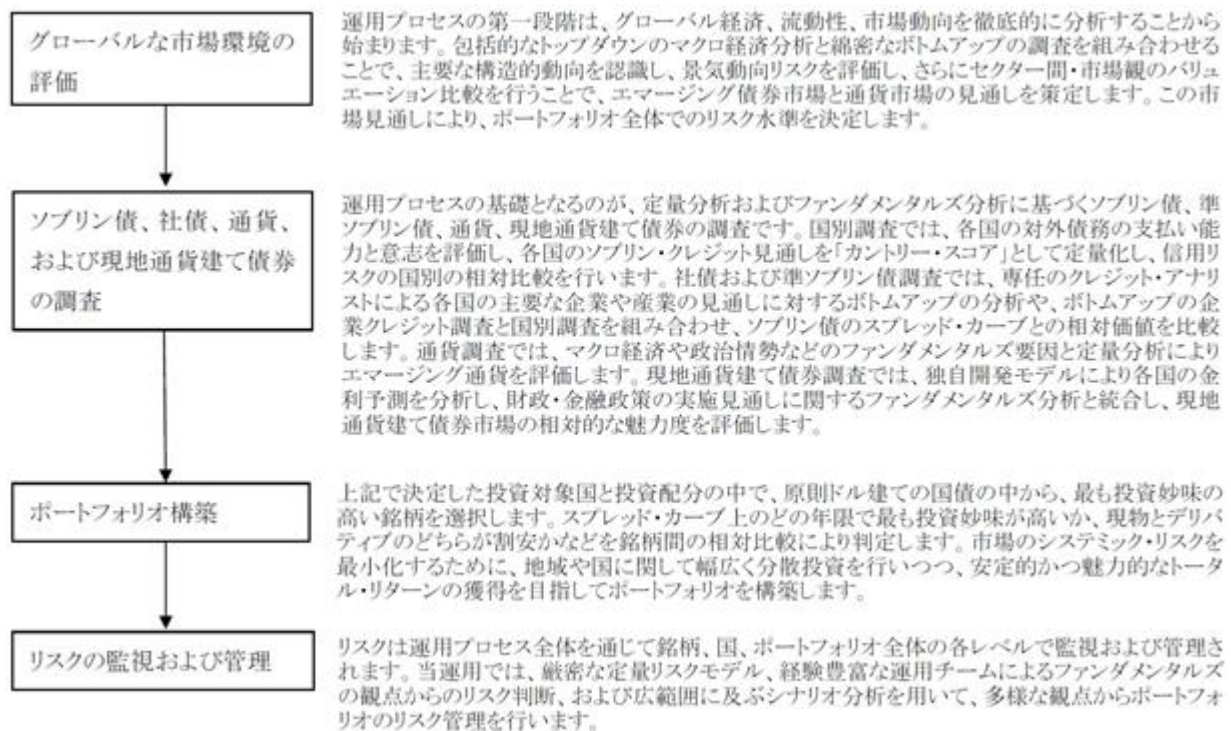 グローバルな市場環境の
評価
運用プロセスの第一段階は、グローバル経済、流動性、市場動向を徹底的に分析することから
始まります。包括的なトップダウンのマクロ経済分析と綿密なボトムアップの調査を組み合わせる
ことで、主要な構造的動向を認識し、景気動向リスクを評価し、さらにセクター間・市場観のバリュ
エーション比較を行うことで、エマージング債券市場と通貨市場の見通しを策定します。この市
場見通しにより、ポートフォリオ全体でのリスク水準を決定します。
ソブリン債、社債、通貨、
および現地通貨建て債券
の調査
運用プロセスの基礎となるのが、定量分析およびファンダメンタルズ分析に基づくソブリン債、準
ソブリン債、通貨、現地通貨建て債券の調査です。国別調査では、各国の対外債務の支払い能
力と意志を評価し、各国のソブリン・クレジット見通しを「カントリー・スコア」として定量化し、信用リ
スクの国別の相対比較を行います。社債および準ソブリン債調査では、専任のクレジット・アナリ
ストによる各国の主要な企業や産業の見通しに対するボトムアップの分析や、ボトムアップの企
業クレジット調査と国別調査を組み合わせ、ソブリン債のスプレッド・カーブとの相対価値を比較
します。通貨調査では、マクロ経済や政治情勢などのファンダメンタルズ要因と定量分析により
エマージング通貨を評価します。現地通貨建て債券調査では、独自開発モデルにより各国の金
利予測を分析し、財政・金融政策の実施見通しに関するファンダメンタルズ分析と統合し、現地
通貨建て債券市場の相対的な魅力度を評価します。
ポートフォリオ構築
上記で決定した投資対象国と投資配分の中で、原則ドル建ての国債の中から、最も投資妙味の
高い銘柄を選択します。スプレッド・カーブ上のどの年限で最も投資妙味が高いか、現物とデリバ
ティブのどちらが割安かなどを銘柄間の相対比較により判定します。市場のシステミック・リスクを
最小化するために、地域や国に関して幅広く分散投資を行いつつ、安定的かつ魅力的なトータ
ル・リターンの獲得を目指してポートフォリオを構築します。
リスクの監視および管理
リスクは運用プロセス全体を通じて銘柄、国、ポートフォリオ全体の各レベルで監視および管理さ
れます。当運用では、厳密な定量リスクモデル、経験豊富な運用チームによるファンダメンタルズ
の観点からのリスク判断、および広範囲に及ぶシナリオ分析を用いて、多様な観点からポートフォ
リオのリスク管理を行います。